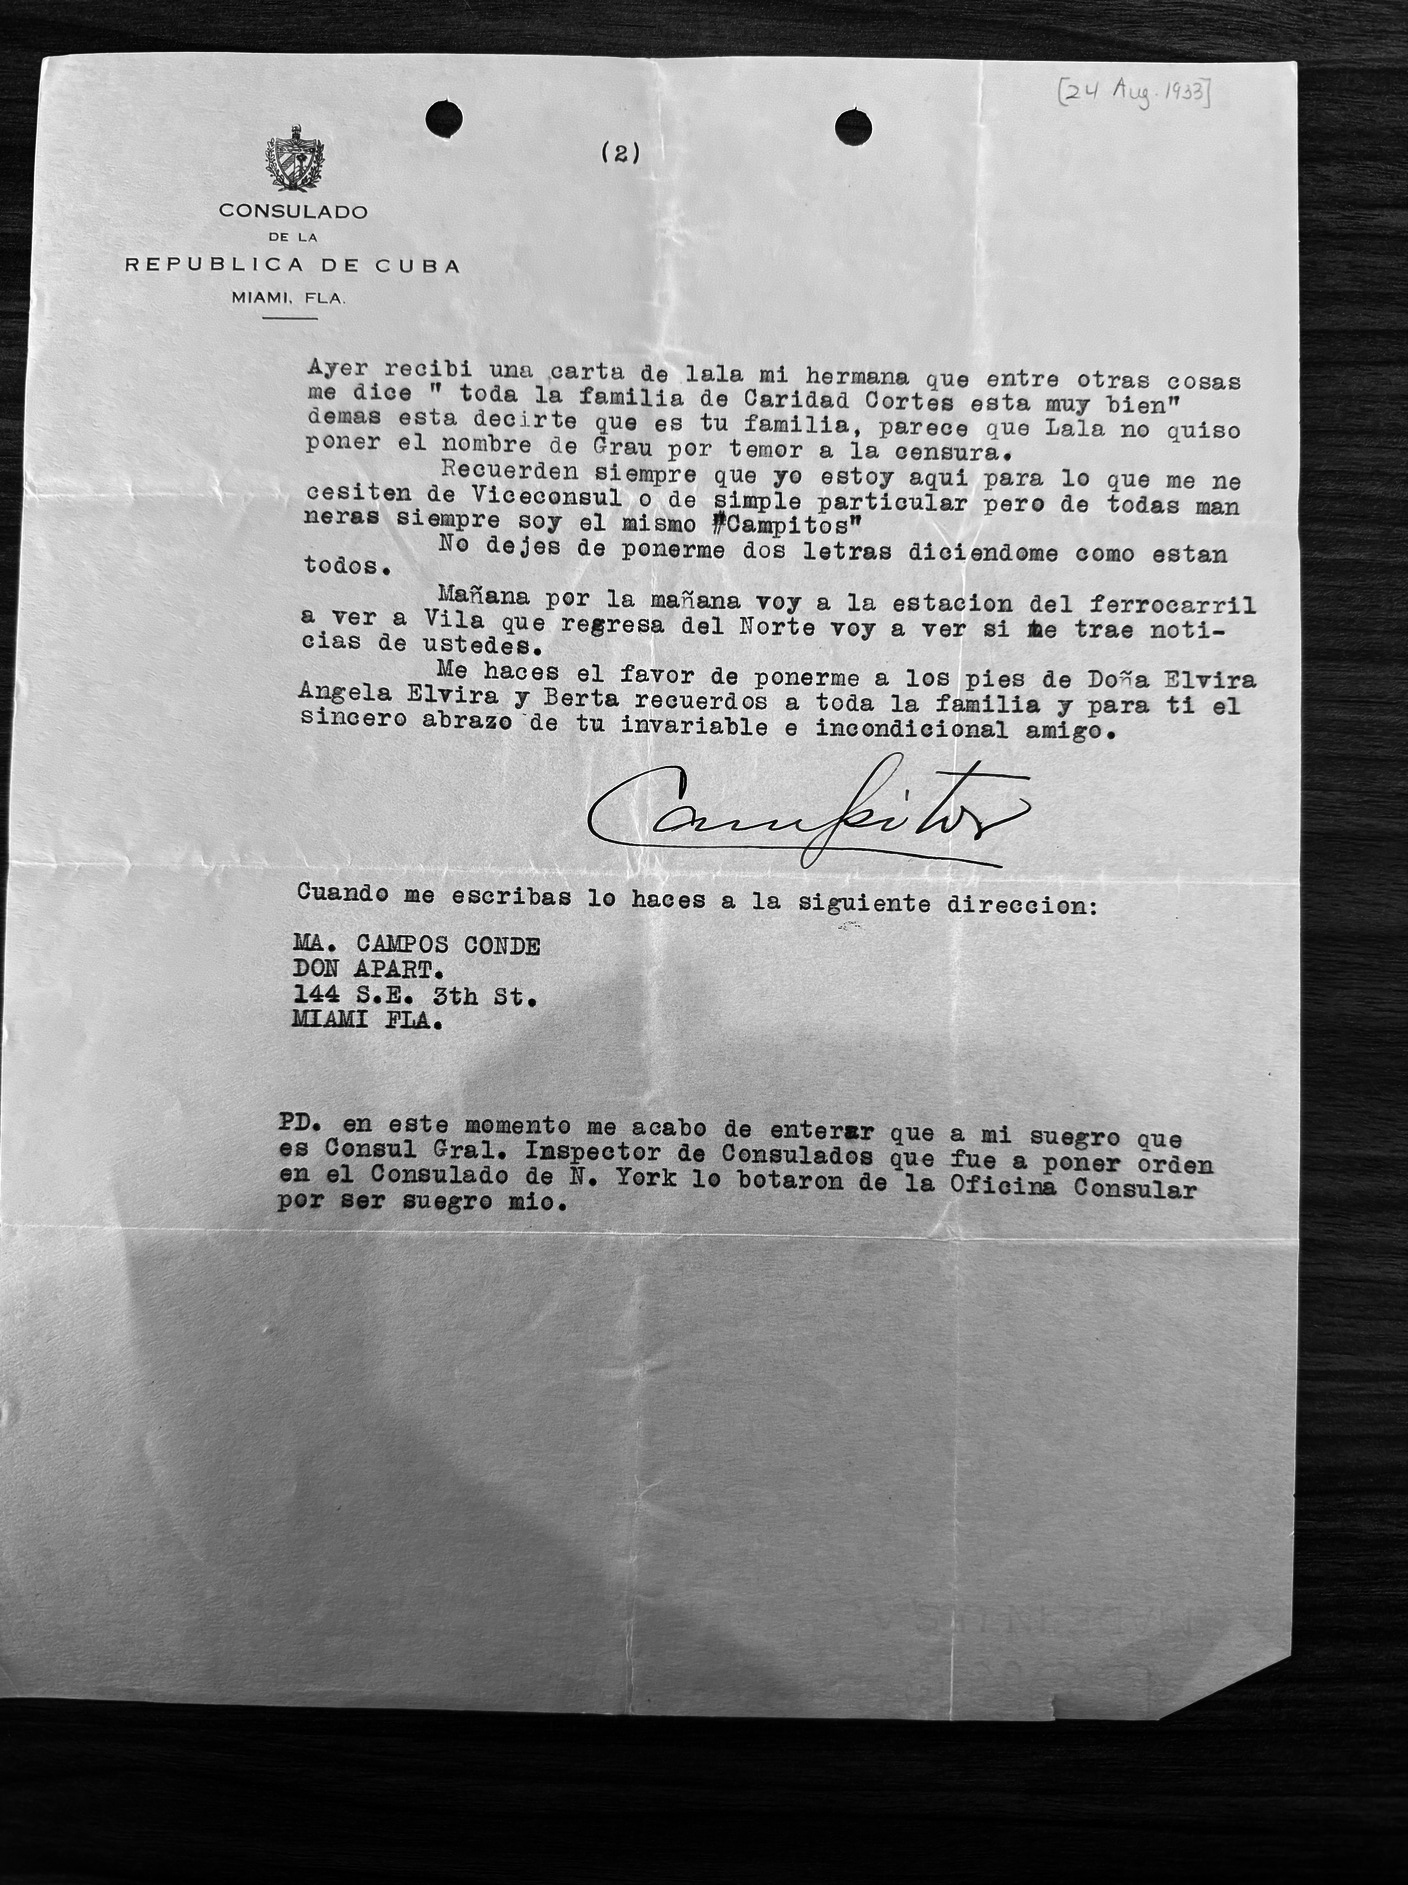 [24 Aug. 1933]
(2)
CONSULADO
DE LA
REPUBLICA DE CUBA
MIAMI, FLA.
Ayer recibi una carta de lala mi hermana que entre otras cosas
me dice " toda la familia de Caridad Cortes esta muy bien"
demas esta decirte que es tu familia, parece que Lala no quiso
poner el nombre de Grau por temor a la censura.
Recuerden siempre que yo estoy aqui para lo que me ne
cesiten de Viceconsul o de simple particular pero de todas man
neras siempre soy el mismo "Campitos"
No dejes de ponerme dos letras diciendome como estan
todos.
Mañana por la mañana voy a la estacion del ferrocarril
a ver a Vila que regresa del Norte voy a ver si me trae noti-
cias de ustedes.
Me haces el favor de ponerme a los pies de Doña Elvira
Angela Elvira y Berta recuerdos a toda la familia y para ti el
sincero abrazo de tu invariable e incondicional amigo.
Campitos
Cuando me escribas lo haces a la siguiente direccion:
MA. CAMPOS CONDE
DON APART.
144 S.E. 3th St.
MIAMI FLA.
PD. en este momento me acabo de enterar que a mi suegro que
es Consul Gral. Inspector de Consulados que fue a poner orden
en el Consulado de N. York lo botaron de la Oficina Consular
por ser suegro mio.